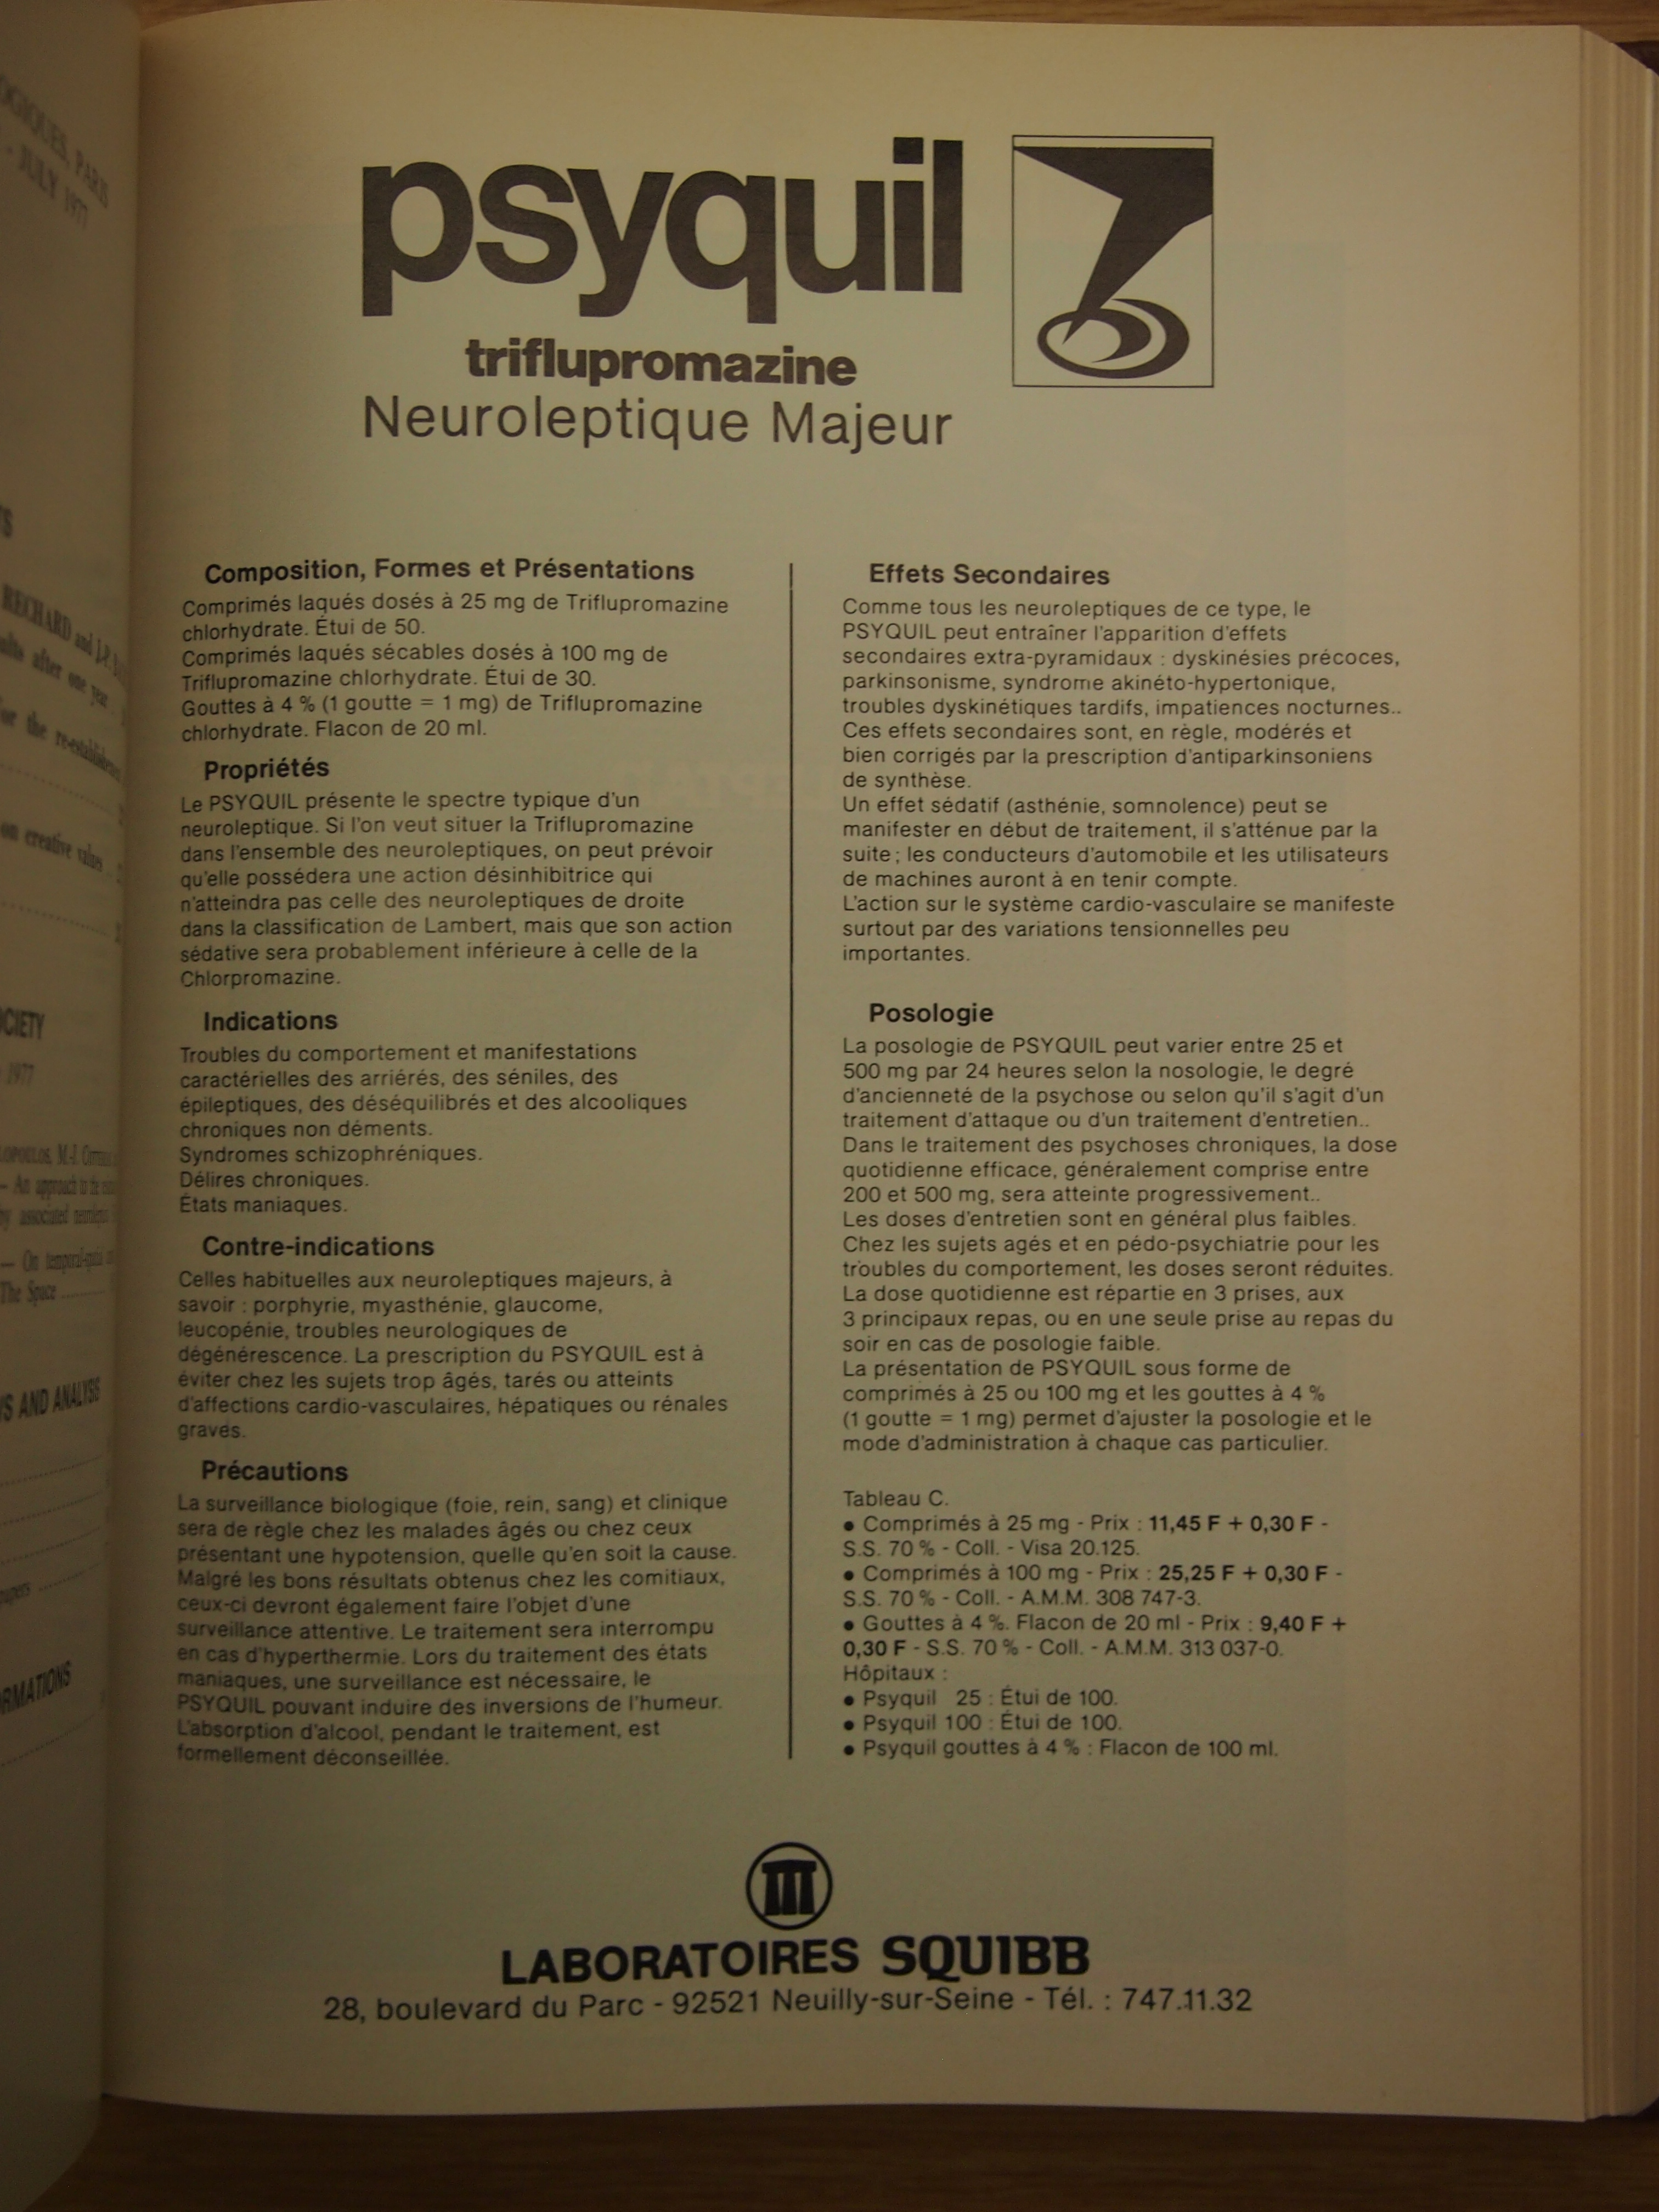 OGIQUES, PARIS
- JULY 1977
RECHARD and J.-P.
after one year
for the re-establishment
on creative values
1977
M.-J.
— An approach to the
by associated
— On
The Space
AND ANALYSIS
psyquil
triflupromazine
Neuroleptique Majeur
Composition, Formes et Présentations
Comprimés laqués dosés à 25 mg de Triflupromazine
chlorhydrate. Étui de 50.
Comprimés laqués sécables dosés à 100 mg de
Triflupromazine chlorhydrate. Étui de 30.
Gouttes à 4 % (1 goutte = 1 mg) de Triflupromazine
chlorhydrate. Flacon de 20 ml.
Propriétés
Le PSYQUIL présente le spectre typique d'un
neuroleptique. Si l'on veut situer la Triflupromazine
dans l'ensemble des neuroleptiques, on peut prévoir
qu'elle possédera une action désinhibitrice qui
n'atteindra pas celle des neuroleptiques de droite
dans la classification de Lambert, mais que son action
sédative sera probablement inférieure à celle de la
Chlorpromazine.
Indications
Troubles du comportement et manifestations
caractérielles des arriérés, des séniles, des
épileptiques, des déséquilibrés et des alcooliques
chroniques non déments.
Syndromes schizophréniques.
Délires chroniques.
États maniaques.
Contre-indications
Celles habituelles aux neuroleptiques majeurs, à
savoir : porphyrie, myasthénie, glaucome,
leucopénie, troubles neurologiques de
dégénérescence. La prescription du PSYQUIL est à
éviter chez les sujets trop âgés, tarés ou atteints
d'affections cardio-vasculaires, hépatiques ou rénales
graves.
Précautions
La surveillance biologique (foie, rein, sang) et clinique
sera de règle chez les malades âgés ou chez ceux
présentant une hypotension, quelle qu'en soit la cause.
Malgré les bons résultats obtenus chez les comitiaux,
ceux-ci devront également faire l'objet d'une
surveillance attentive. Le traitement sera interrompu
en cas d'hyperthermie. Lors du traitement des états
maniaques, une surveillance est nécessaire, le
PSYQUIL pouvant induire des inversions de l'humeur.
L'absorption d'alcool, pendant le traitement, est
formellement déconseillée.
Effets Secondaires
Comme tous les neuroleptiques de ce type, le
PSYQUIL peut entraîner l'apparition d'effets
secondaires extra-pyramidaux : dyskinésies précoces,
parkinsonisme, syndrome akinéto-hypertonique,
troubles dyskinétiques tardifs, impatiences nocturnes..
Ces effets secondaires sont, en règle, modérés et
bien corrigés par la prescription d'antiparkinsoniens
de synthèse.
Un effet sédatif (asthénie, somnolence) peut se
manifester en début de traitement, il s'atténue par la
suite ; les conducteurs d'automobile et les utilisateurs
de machines auront à en tenir compte.
L'action sur le système cardio-vasculaire se manifeste
surtout par des variations tensionnelles peu
importantes.
Posologie
La posologie de PSYQUIL peut varier entre 25 et
500 mg par 24 heures selon la nosologie, le degré
d'ancienneté de la psychose ou selon qu'il s'agit d'un
traitement d'attaque ou d'un traitement d'entretien..
Dans le traitement des psychoses chroniques, la dose
quotidienne efficace, généralement comprise entre
200 et 500 mg, sera atteinte progressivement..
Les doses d'entretien sont en général plus faibles.
Chez les sujets agés et en pédo-psychiatrie pour les
troubles du comportement, les doses seront réduites.
La dose quotidienne est répartie en 3 prises, aux
3 principaux repas, ou en une seule prise au repas du
soir en cas de posologie faible.
La présentation de PSYQUIL sous forme de
comprimés à 25 ou 100 mg et les gouttes à 4 %
(1 goutte = 1 mg) permet d'ajuster la posologie et le
mode d'administration à chaque cas particulier.
Tableau C.
• Comprimés à 25 mg - Prix : 11,45 F + 0,30 F -
S.S. 70 % - Coll. - Visa 20.125.
• Comprimés à 100 mg - Prix : 25,25 F + 0,30 F -
S.S. 70 % - Coll. - A.M.M. 308 747-3.
• Gouttes à 4 %. Flacon de 20 ml - Prix : 9,40 F +
0,30 F - S.S. 70 % - Coll. - A.M.M. 313 037-0.
Hôpitaux :
• Psyquil 25 : Étui de 100.
• Psyquil 100 : Étui de 100.
• Psyquil gouttes à 4 % : Flacon de 100 ml.
LABORATOIRES SQUIBB
28, boulevard du Parc - 92521 Neuilly-sur-Seine - Tél. : 747.11.32